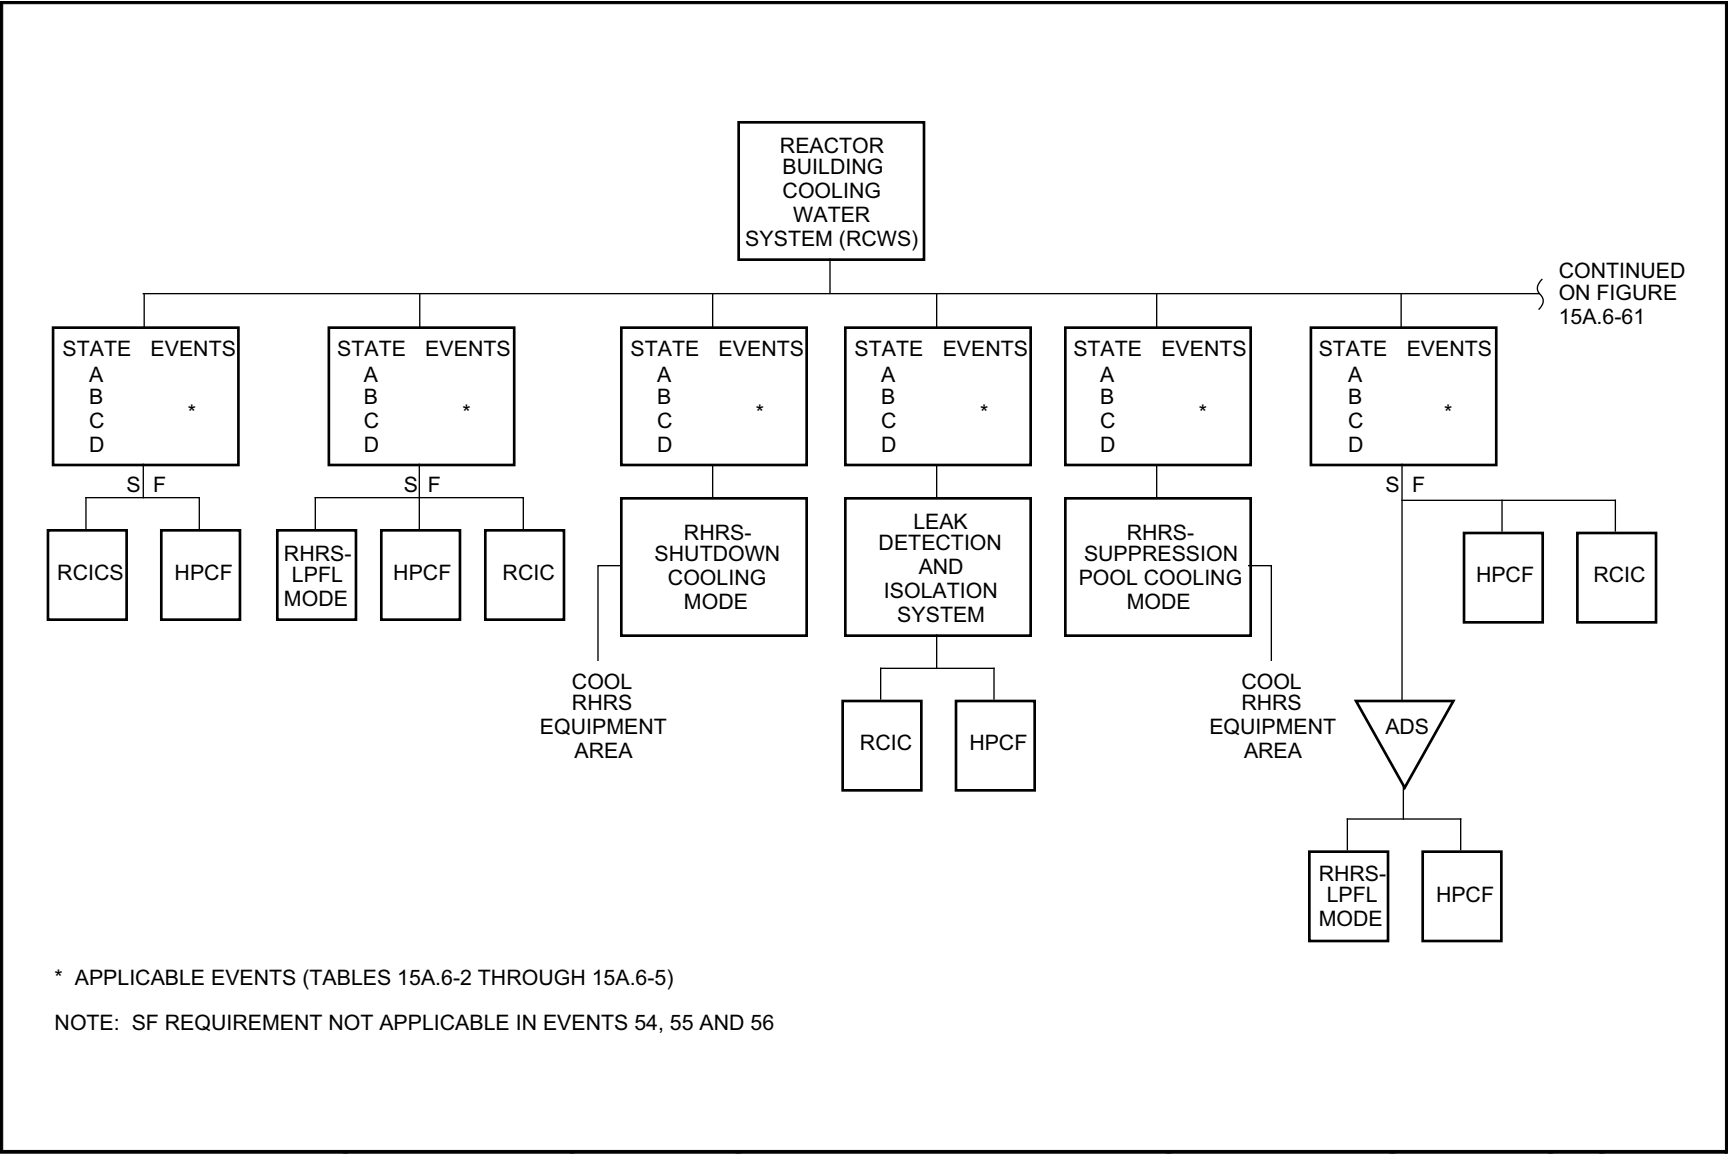 REACTOR
BUILDING
COOLING
WATER
SYSTEM (RCWS)
CONTINUED
ON FIGURE
15A.6-61
STATE EVENTS
A
B
C
D
*
S F
RCICS
HPCF
STATE EVENTS
A
B
C
D
*
S F
RHRS-
LPFL
MODE
HPCF
RCIC
STATE EVENTS
A
B
C
D
*
RHRS-
SHUTDOWN
COOLING
MODE
COOL
RHRS
EQUIPMENT
AREA
STATE EVENTS
A
B
C
D
*
LEAK
DETECTION
AND
ISOLATION
SYSTEM
RCIC
HPCF
STATE EVENTS
A
B
C
D
*
RHRS-
SUPPRESSION
POOL COOLING
MODE
COOL
RHRS
EQUIPMENT
AREA
STATE EVENTS
A
B
C
D
*
S F
HPCF
RCIC
ADS
RHRS-
LPFL
MODE
HPCF
* APPLICABLE EVENTS (TABLES 15A.6-2 THROUGH 15A.6-5)
NOTE: SF REQUIREMENT NOT APPLICABLE IN EVENTS 54, 55 AND 56